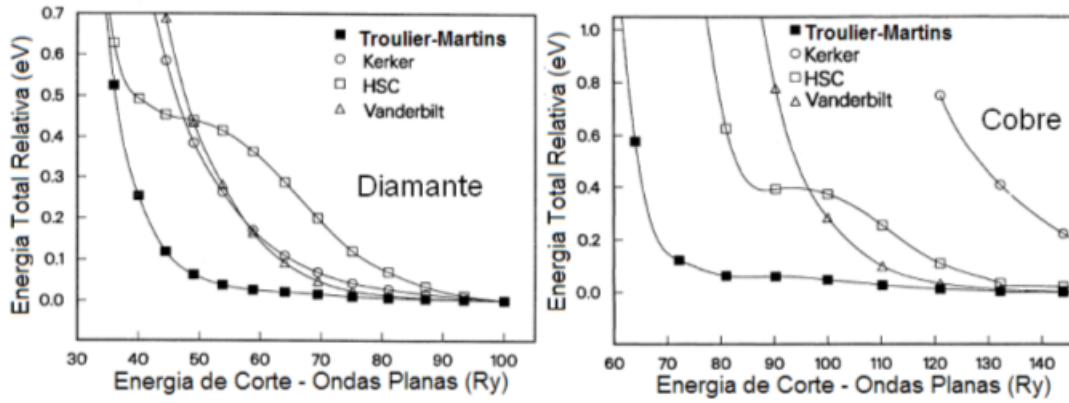 Energia Total Relativa (eV)
0.7
0.6
0.5
0.4
0.3
0.2
0.1
0.0
Troulier-Martins
Kerker
HSC
Vanderbilt
Diamante
30 40 50 60 70 80 90 100
Energia de Corte - Ondas Planas (Ry)
Energia Total Relativa (eV)
1.0
0.8
0.6
0.4
0.2
0.0
Troulier-Martins
Kerker
HSC
Vanderbilt
Cobre
60 70 80 90 100 110 120 130 140
Energia de Corte - Ondas Planas (Ry)